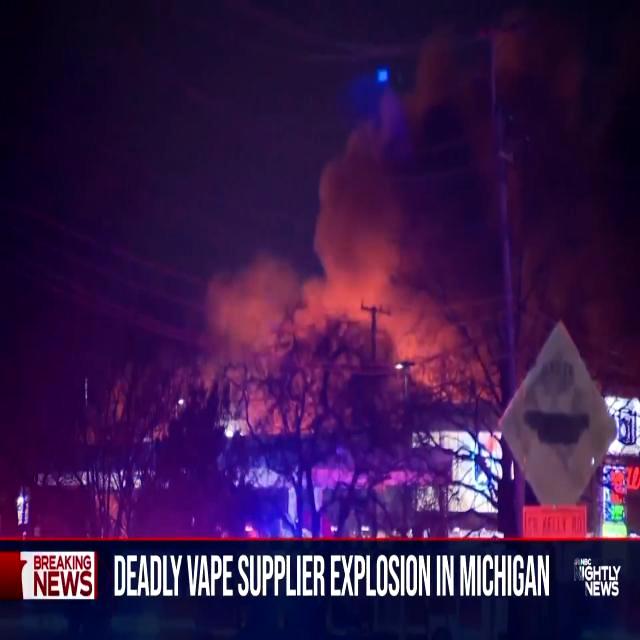 BREAKING
NEWS
DEADLY VAPE SUPPLIER EXPLOSION IN MICHIGAN
NBC
NIGHTLY
NEWS